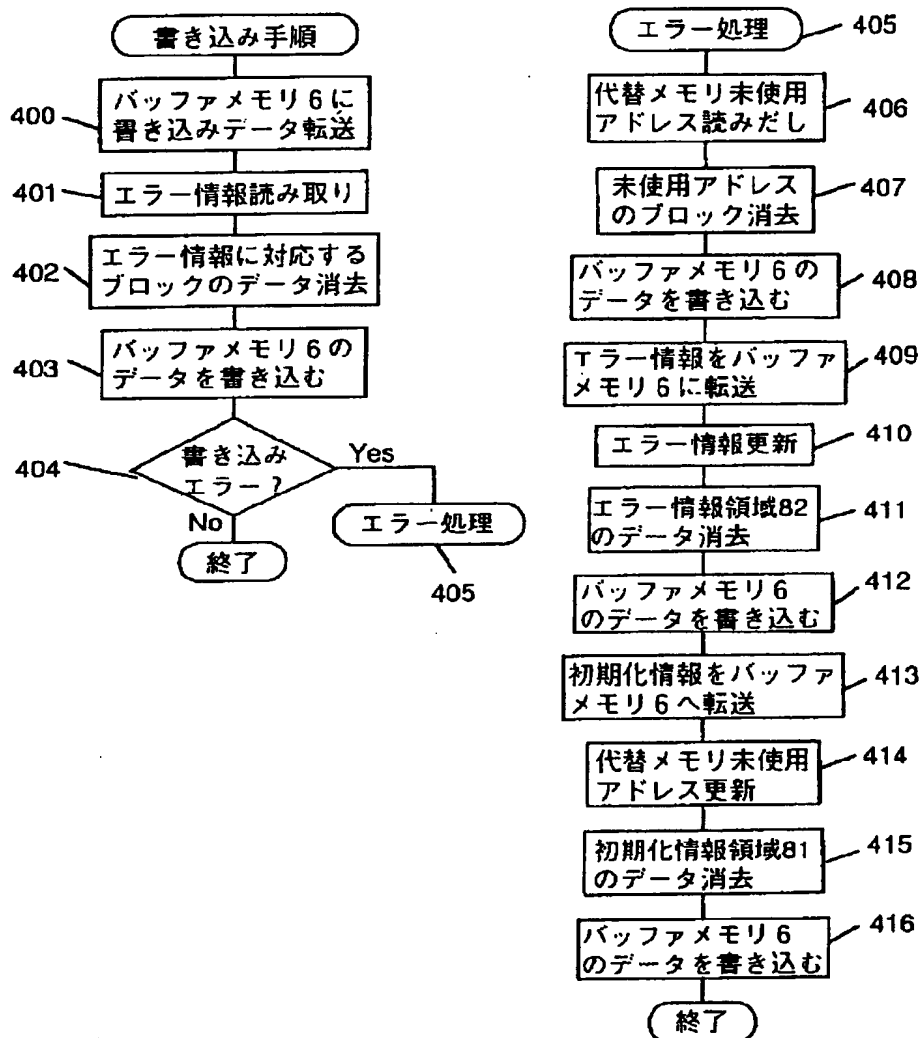 書き込み手順
400
バッファメモリ6に
書き込みデータ転送
401
エラー情報読み取り
402
エラー情報に対応する
ブロックのデータ消去
403
バッファメモリ6の
データを書き込む
404
書き込み
エラー?
Yes
No
終了
エラー処理
405
エラー処理
405
代替メモリ未使用
アドレス読みだし
406
未使用アドレス
のブロック消去
407
バッファメモリ6の
データを書き込む
408
エラー情報をバッファ
メモリ6に転送
409
エラー情報更新
410
エラー情報領域82
のデータ消去
411
バッファメモリ6
のデータを書き込む
412
初期化情報をバッファ
メモリ6へ転送
413
代替メモリ未使用
アドレス更新
414
初期化情報領域81
のデータ消去
415
バッファメモリ6
のデータを書き込む
416
終了